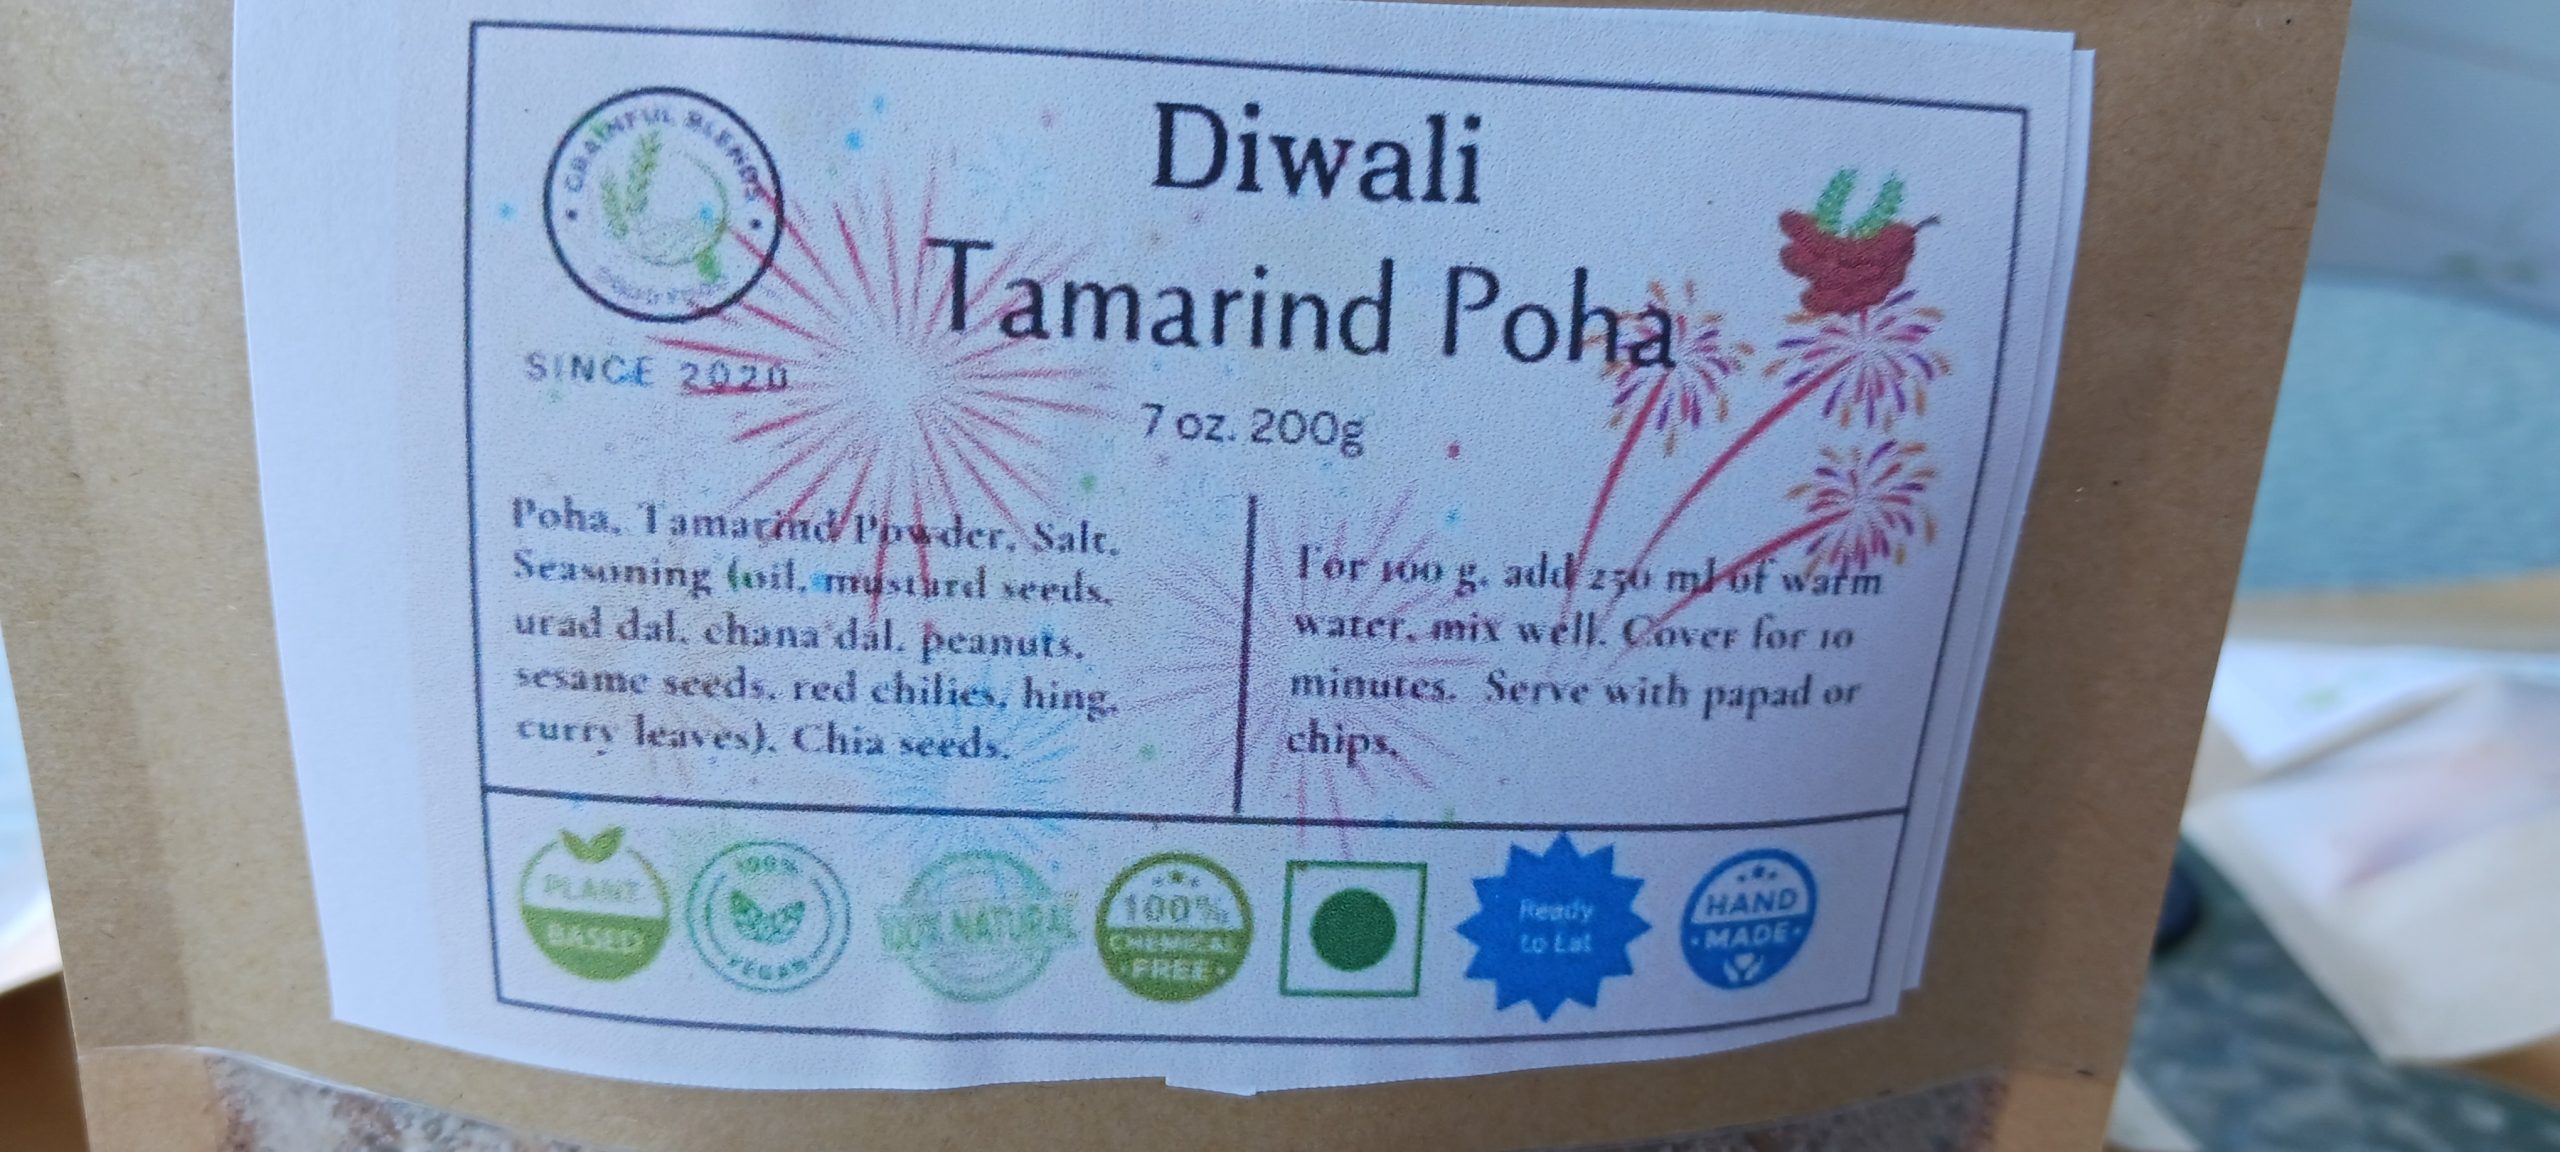 GRAINFUL BLENDS
SINCE 2020
Diwali
Tamarind Poha
7 oz. 200g
Poha, Tamarind Powder, Salt,
Seasoning (oil, mustard seeds,
urad dal, chana dal, peanuts,
sesame seeds, red chilies, hing,
curry leaves), Chia seeds.
For 100 g, add 250 ml of warm
water, mix well. Cover for 10
minutes. Serve with papad or
chips.
PLANT
BASED
100%
VEGAN
100% NATURAL
100%
CHEMICAL
FREE
Ready
to Eat
HAND
MADE